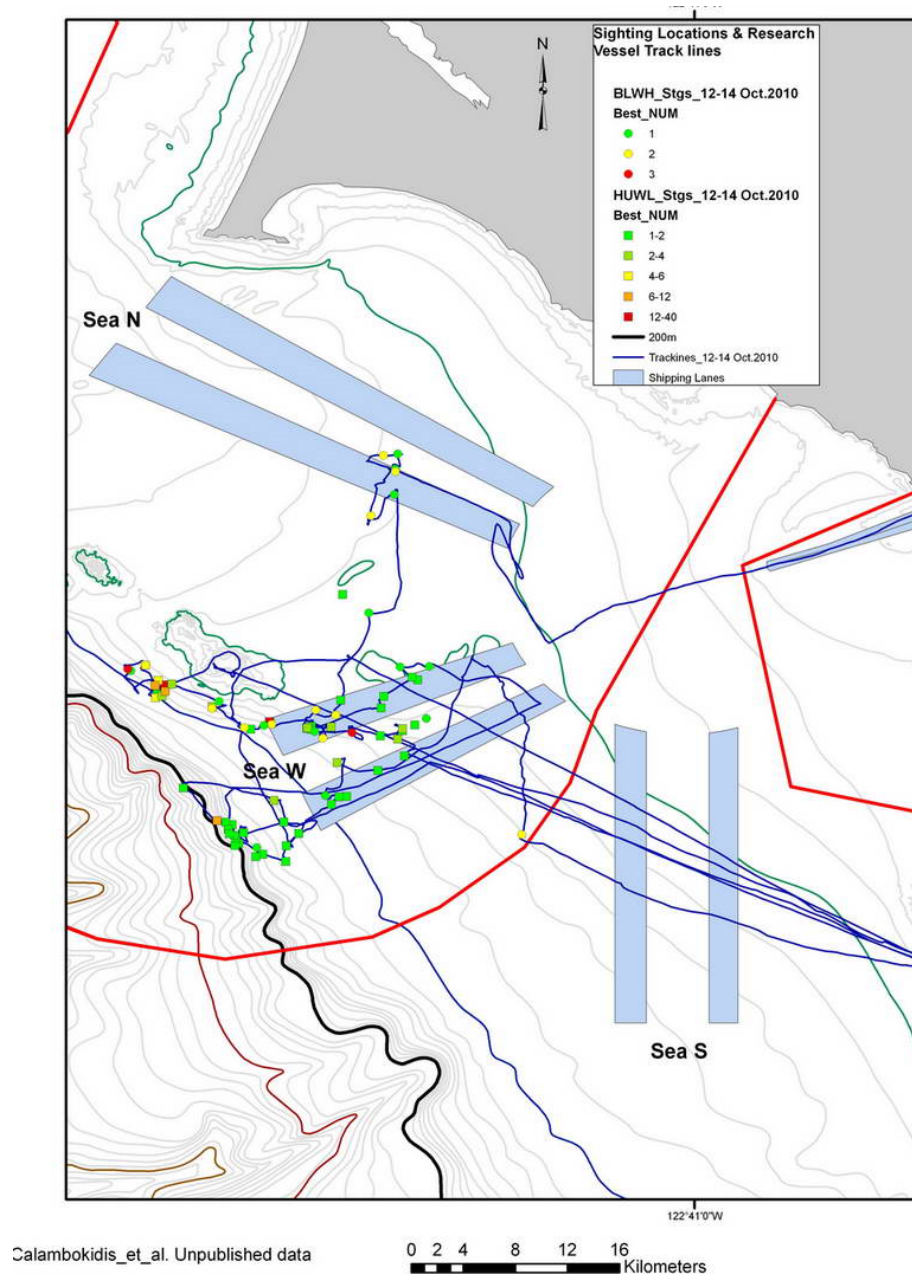 Sighting Locations & Research
Vessel Track lines
N
BLWH_Stgs_12-14 Oct.2010
Best_NUM
1
2
3
HUWL_Stgs_12-14 Oct.2010
Best_NUM
1-2
2-4
4-6
6-12
12-40
200m
Trackines_12-14 Oct.2010
Shipping Lanes
Sea N
Sea W
Sea S
122°41'0"W
Calambokidis_et_al. Unpublished data
0 2 4 8 12 16
Kilometers